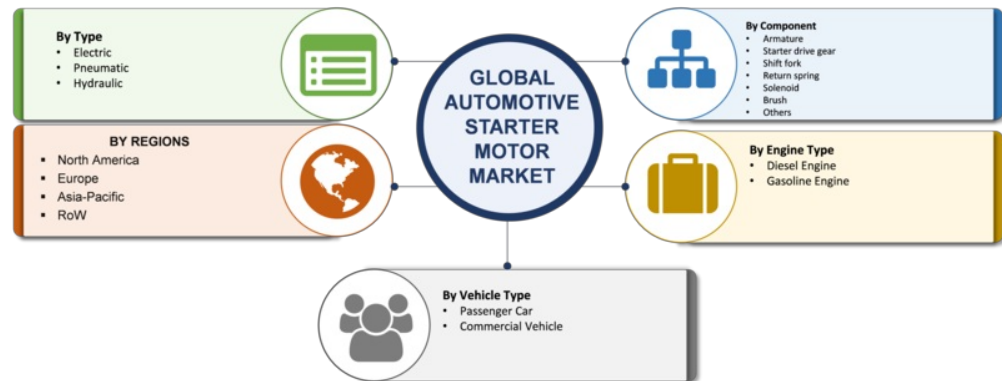 By Type
• Electric
• Pneumatic
• Hydraulic
BY REGIONS
▪ North America
▪ Europe
▪ Asia-Pacific
▪ RoW
GLOBAL
AUTOMOTIVE
STARTER
MOTOR
MARKET
By Component
• Armature
• Starter drive gear
• Shift fork
• Return spring
• Solenoid
• Brush
• Others
By Engine Type
• Diesel Engine
• Gasoline Engine
By Vehicle Type
• Passenger Car
• Commercial Vehicle